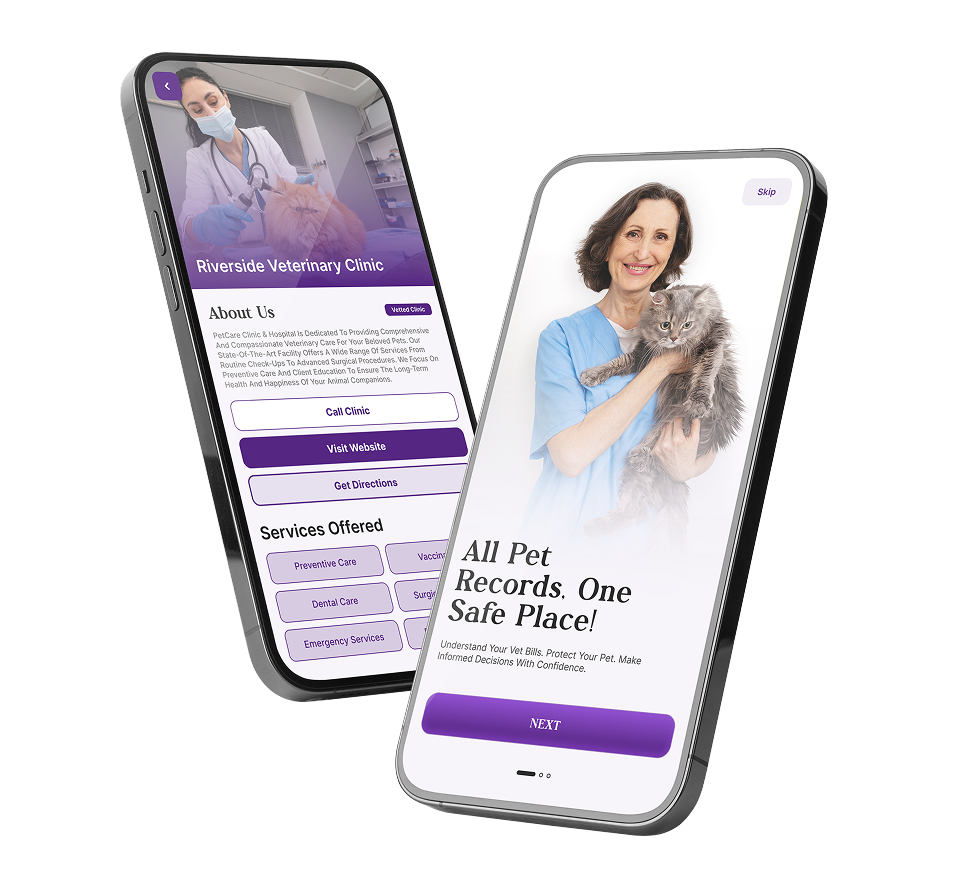 Riverside Veterinary Clinic
About Us
Vetted Clinic
PetCare Clinic & Hospital Is Dedicated To Providing Comprehensive
And Compassionate Veterinary Care For Your Beloved Pets. Our
State-Of-The-Art Facility Offers A Wide Range Of Services From
Routine Check-Ups To Advanced Surgical Procedures. We Focus On
Preventive Care And Client Education To Ensure The Long-Term
Health And Happiness Of Your Animal Companions.
Call Clinic
Visit Website
Get Directions
Services Offered
Preventive Care
Dental Care
Emergency Services
Skip
All Pet
Records, One
Safe Place!
Understand Your Vet Bills. Protect Your Pet. Make
Informed Decisions With Confidence.
NEXT